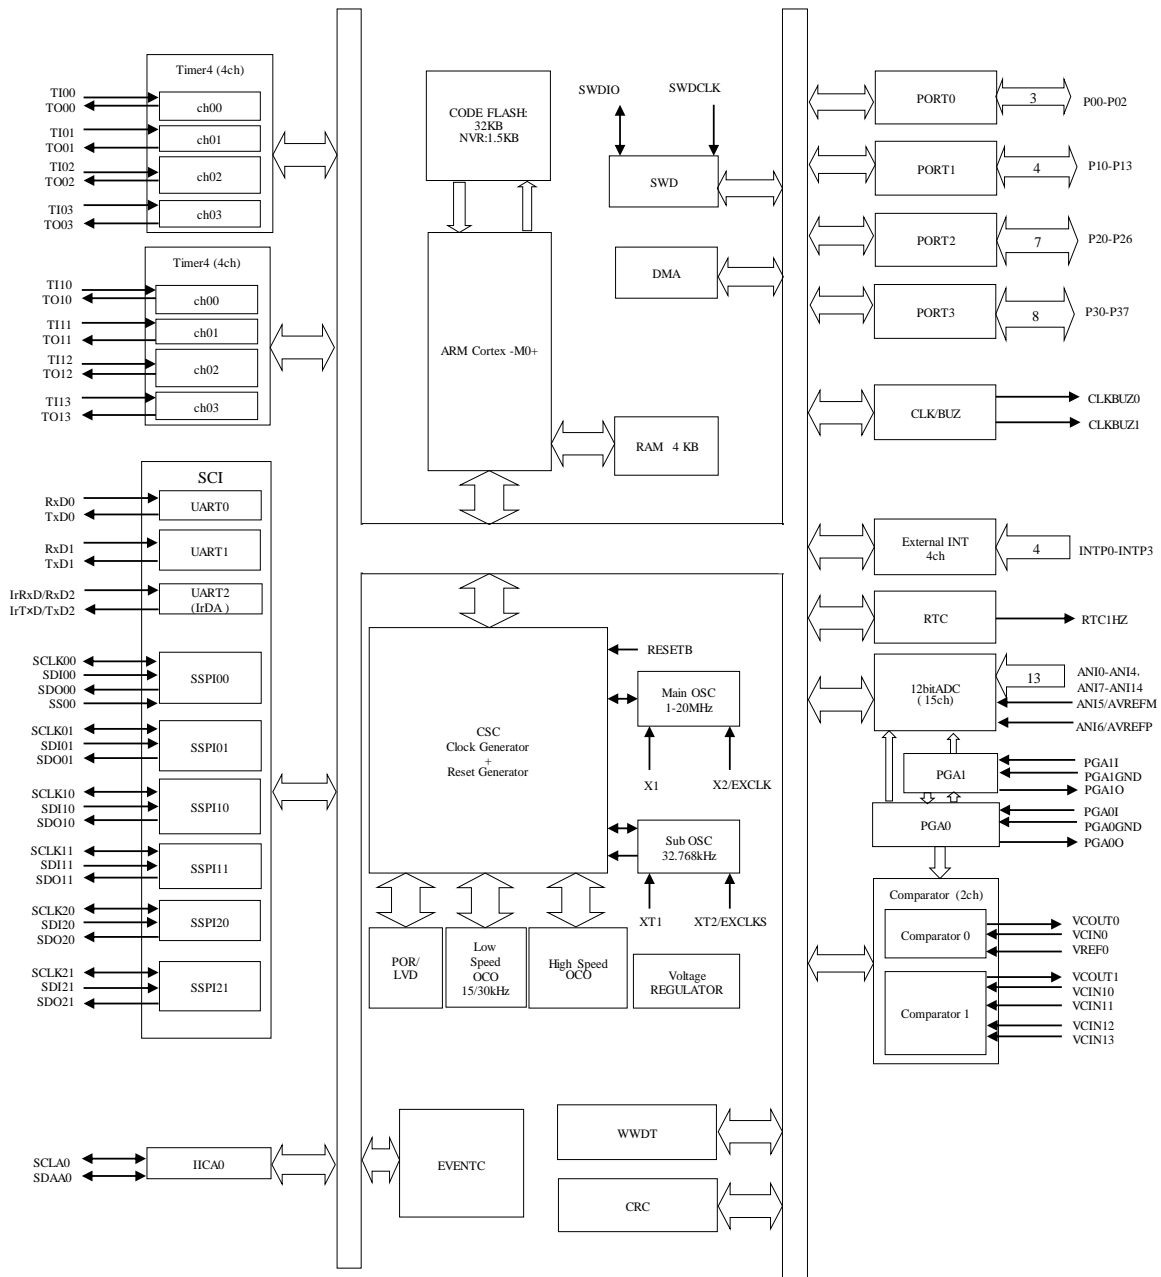 Timer4 (4ch)
TI00
TO00
ch00
TI01
TO01
ch01
TI02
TO02
ch02
TI03
TO03
ch03
Timer4 (4ch)
TI10
TO10
ch00
TI11
TO11
ch01
TI12
TO12
ch02
TI13
TO13
ch03
SCI
RxD0
TxD0
UART0
RxD1
TxD1
UART1
IrRxD/RxD2
IrT×D/TxD2
UART2
(IrDA )
SCLK00
SDI00
SDO00
SS00
SSPI00
SCLK01
SDI01
SDO01
SSPI01
SCLK10
SDI10
SDO10
SSPI10
SCLK11
SDI11
SDO11
SSPI11
SCLK20
SDI20
SDO20
SSPI20
SCLK21
SDI21
SDO21
SSPI21
SCLA0
SDAA0
IICA0
CODE FLASH:
32KB
NVR:1.5KB
SWDIO
SWDCLK
SWD
DMA
ARM Cortex -M0+
RAM 4 KB
CSC
Clock Generator
+
Reset Generator
RESETB
Main OSC
1-20MHz
X1
X2/EXCLK
Sub OSC
32.768kHz
XT1
XT2/EXCLKS
POR/
LVD
Low
Speed
OCO
15/30kHz
High Speed
OCO
Voltage
REGULATOR
EVENTC
WWDT
CRC
PORT0
3
P00-P02
PORT1
4
P10-P13
PORT2
7
P20-P26
PORT3
8
P30-P37
CLK/BUZ
CLKBUZ0
CLKBUZ1
External INT
4ch
4
INTP0-INTP3
RTC
RTC1HZ
12bitADC
( 15ch)
13
ANI0-ANI4,
ANI7-ANI14
ANI5/AVREFM
ANI6/AVREFP
PGA1
PGA1I
PGA1GND
PGA1O
PGA0
PGA0I
PGA0GND
PGA0O
Comparator (2ch)
Comparator 0
VCOUT0
VCIN0
VREF0
Comparator 1
VCOUT1
VCIN10
VCIN11
VCIN12
VCIN13